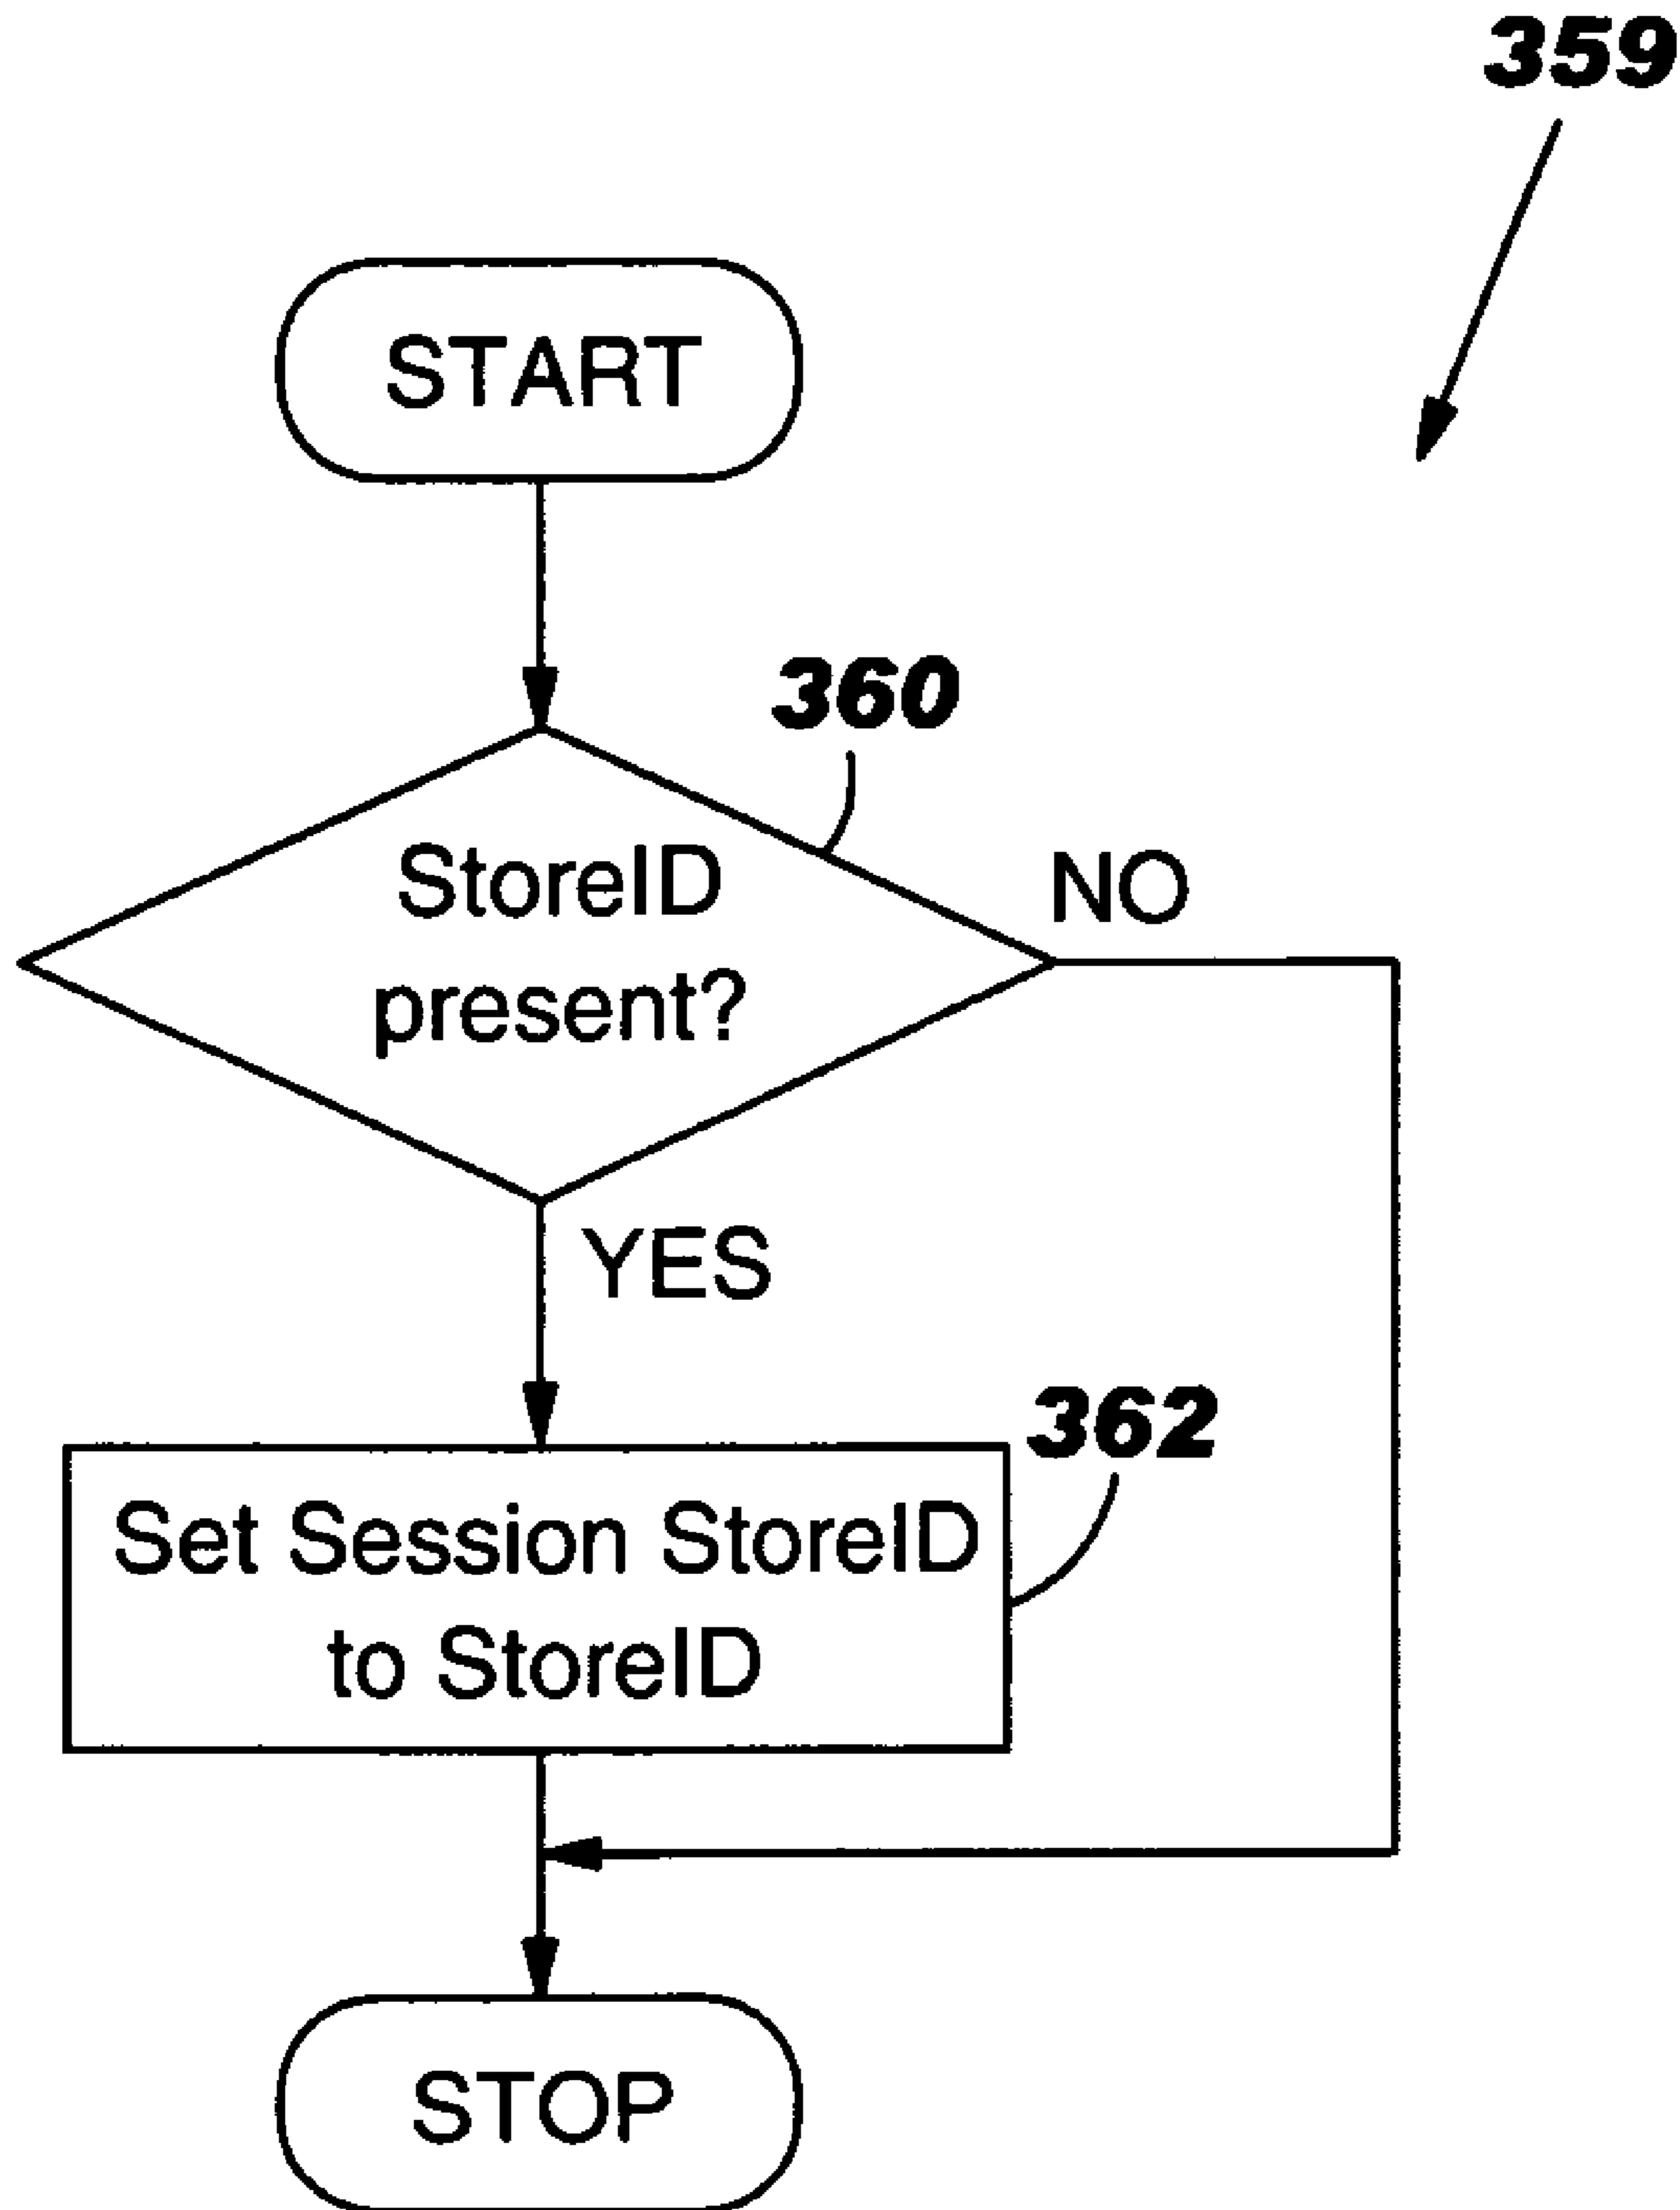 359
START
360
StoreID
present?
NO
YES
362
Set Session StoreID
to StoreID
STOP